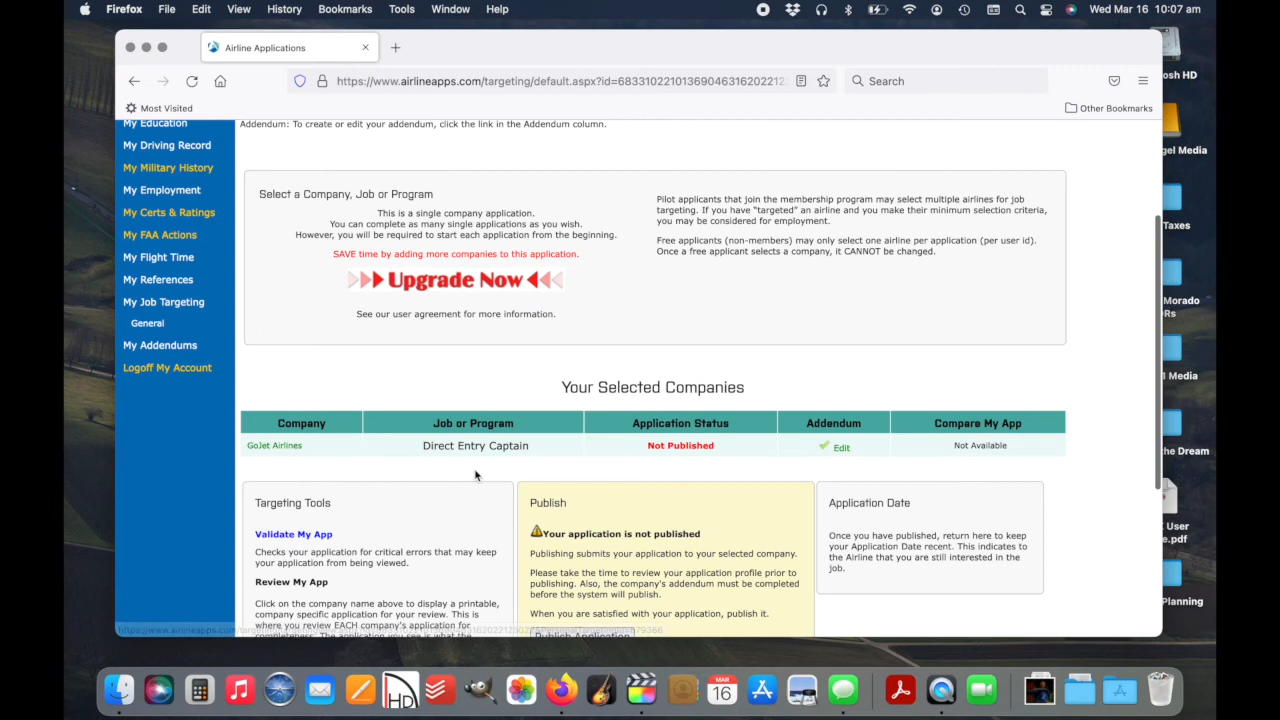 Firefox File Edit View History Bookmarks Tools Window Help Wed Mar 16 10:07 am
Airline Applications
https://www.airlineapps.com/targeting/default.aspx?id=683310221013690463162022123
Search
Most Visited
Other Bookmarks
My Education
My Driving Record
My Military History
My Employment
My Certs & Ratings
My FAA Actions
My Flight Time
My References
My Job Targeting
General
My Addendums
Logoff My Account
Addendum: To create or edit your addendum, click the link in the Addendum column.
Select a Company, Job or Program
This is a single company application.
You can complete as many single applications as you wish.
However, you will be required to start each application from the beginning.
SAVE time by adding more companies to this application.
Upgrade Now
See our user agreement for more information.
Pilot applicants that join the membership program may select multiple airlines for job
targeting. If you have "targeted" an airline and you make their minimum selection criteria,
you may be considered for employment.
Free applicants (non-members) may only select one airline per application (per user id).
Once a free applicant selects a company, it CANNOT be changed.
Your Selected Companies
Company Job or Program Application Status Addendum Compare My App
GoJet Airlines Direct Entry Captain Not Published Edit Not Available
Targeting Tools
Validate My App
Checks your application for critical errors that may keep
your application from being viewed.
Review My App
Click on the company name above to display a printable,
company specific application for your review. This is
where you review EACH company's application for
completeness. The application you see is what the
Publish
Your application is not published
Publishing submits your application to your selected company.
Please take the time to review your application profile prior to
publishing. Also, the company's addendum must be completed
before the system will publish.
When you are satisfied with your application, publish it.
Publish Application
Application Date
Once you have published, return here to keep
your Application Date recent. This indicates to
the Airline that you are still interested in the
job.
osh HD
gel Media
Taxes
Morado
Rs
1 Media
the Dream
User
e.pdf
Planning
MAR
16
HD